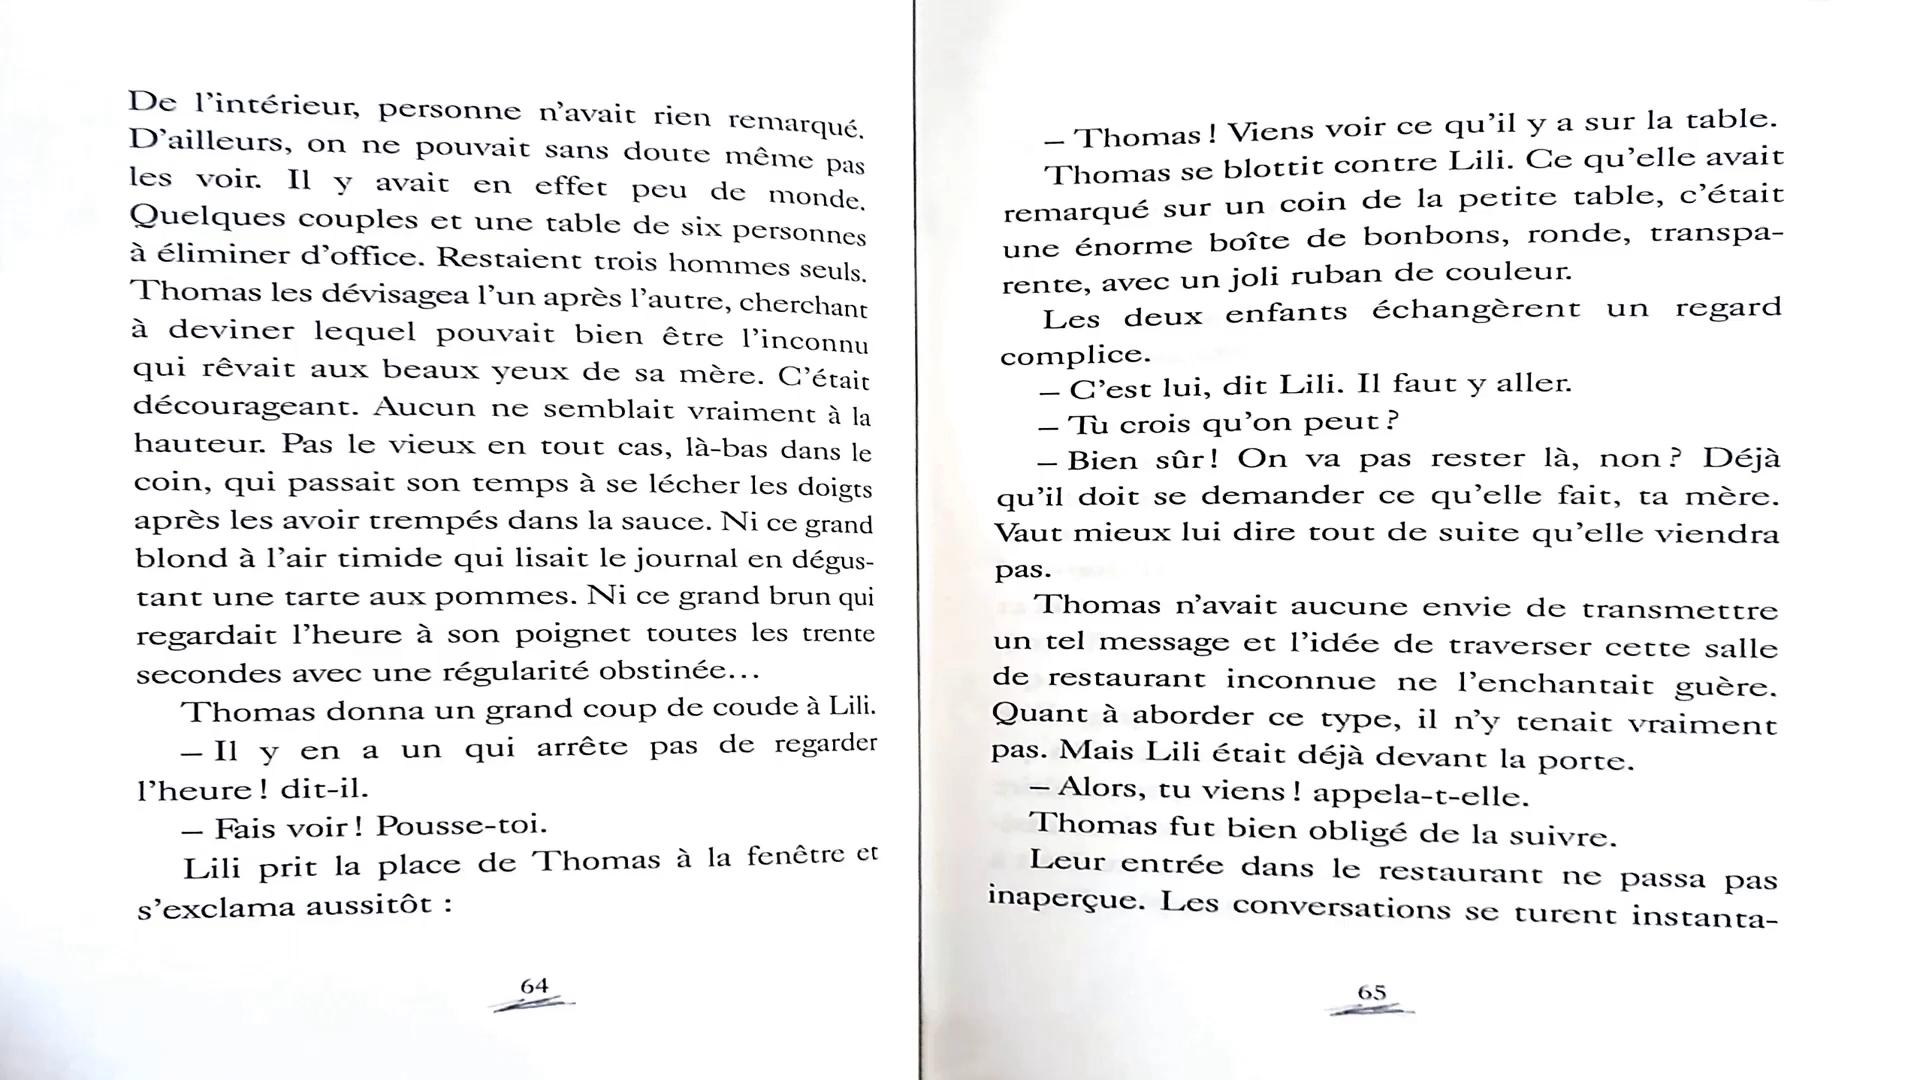 De l'intérieur, personne n'avait rien remarqué.
D'ailleurs, on ne pouvait sans doute même pas
les voir. Il y avait en effet peu de monde.
Quelques couples et une table de six personnes
à éliminer d'office. Restaient trois hommes seuls.
Thomas les dévisagea l'un après l'autre, cherchant
à deviner lequel pouvait bien être l'inconnu
qui rêvait aux beaux yeux de sa mère. C'était
décourageant. Aucun ne semblait vraiment à la
hauteur. Pas le vieux en tout cas, là-bas dans le
coin, qui passait son temps à se lécher les doigts
après les avoir trempés dans la sauce. Ni ce grand
blond à l'air timide qui lisait le journal en dégus-
tant une tarte aux pommes. Ni ce grand brun qui
regardait l'heure à son poignet toutes les trente
secondes avec une régularité obstinée…
Thomas donna un grand coup de coude à Lili.
– Il y en a un qui arrête pas de regarder
l'heure ! dit-il.
– Fais voir ! Pousse-toi.
Lili prit la place de Thomas à la fenêtre et
s'exclama aussitôt :
64
– Thomas ! Viens voir ce qu'il y a sur la table.
Thomas se blottit contre Lili. Ce qu'elle avait
remarqué sur un coin de la petite table, c'était
une énorme boîte de bonbons, ronde, transpa-
rente, avec un joli ruban de couleur.
Les deux enfants échangèrent un regard
complice.
– C'est lui, dit Lili. Il faut y aller.
– Tu crois qu'on peut ?
– Bien sûr ! On va pas rester là, non ? Déjà
qu'il doit se demander ce qu'elle fait, ta mère.
Vaut mieux lui dire tout de suite qu'elle viendra
pas.
Thomas n'avait aucune envie de transmettre
un tel message et l'idée de traverser cette salle
de restaurant inconnue ne l'enchantait guère.
Quant à aborder ce type, il n'y tenait vraiment
pas. Mais Lili était déjà devant la porte.
– Alors, tu viens ! appela-t-elle.
Thomas fut bien obligé de la suivre.
Leur entrée dans le restaurant ne passa pas
inaperçue. Les conversations se turent instanta-
65